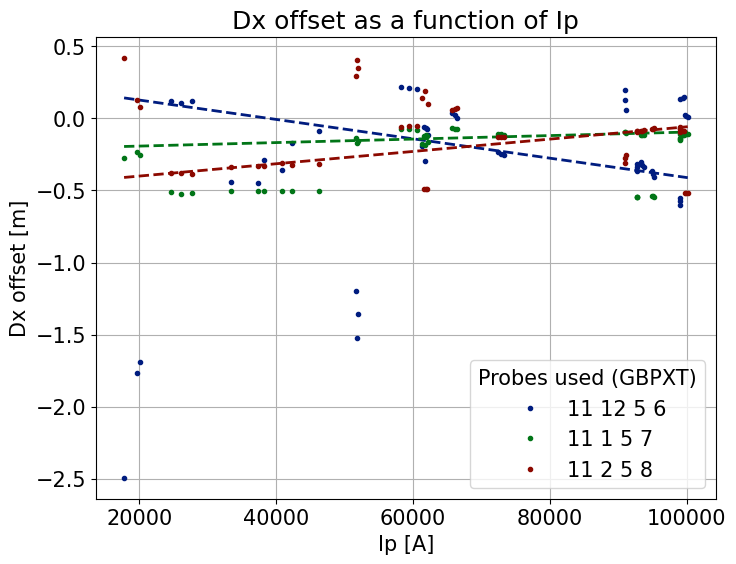 Dx offset as a function of Ip
Dx offset [m]
0.5
0.0
−0.5
−1.0
−1.5
−2.0
−2.5
20000
40000
60000
80000
100000
Ip [A]
Probes used (GBPXT)
11 12 5 6
11 1 5 7
11 2 5 8